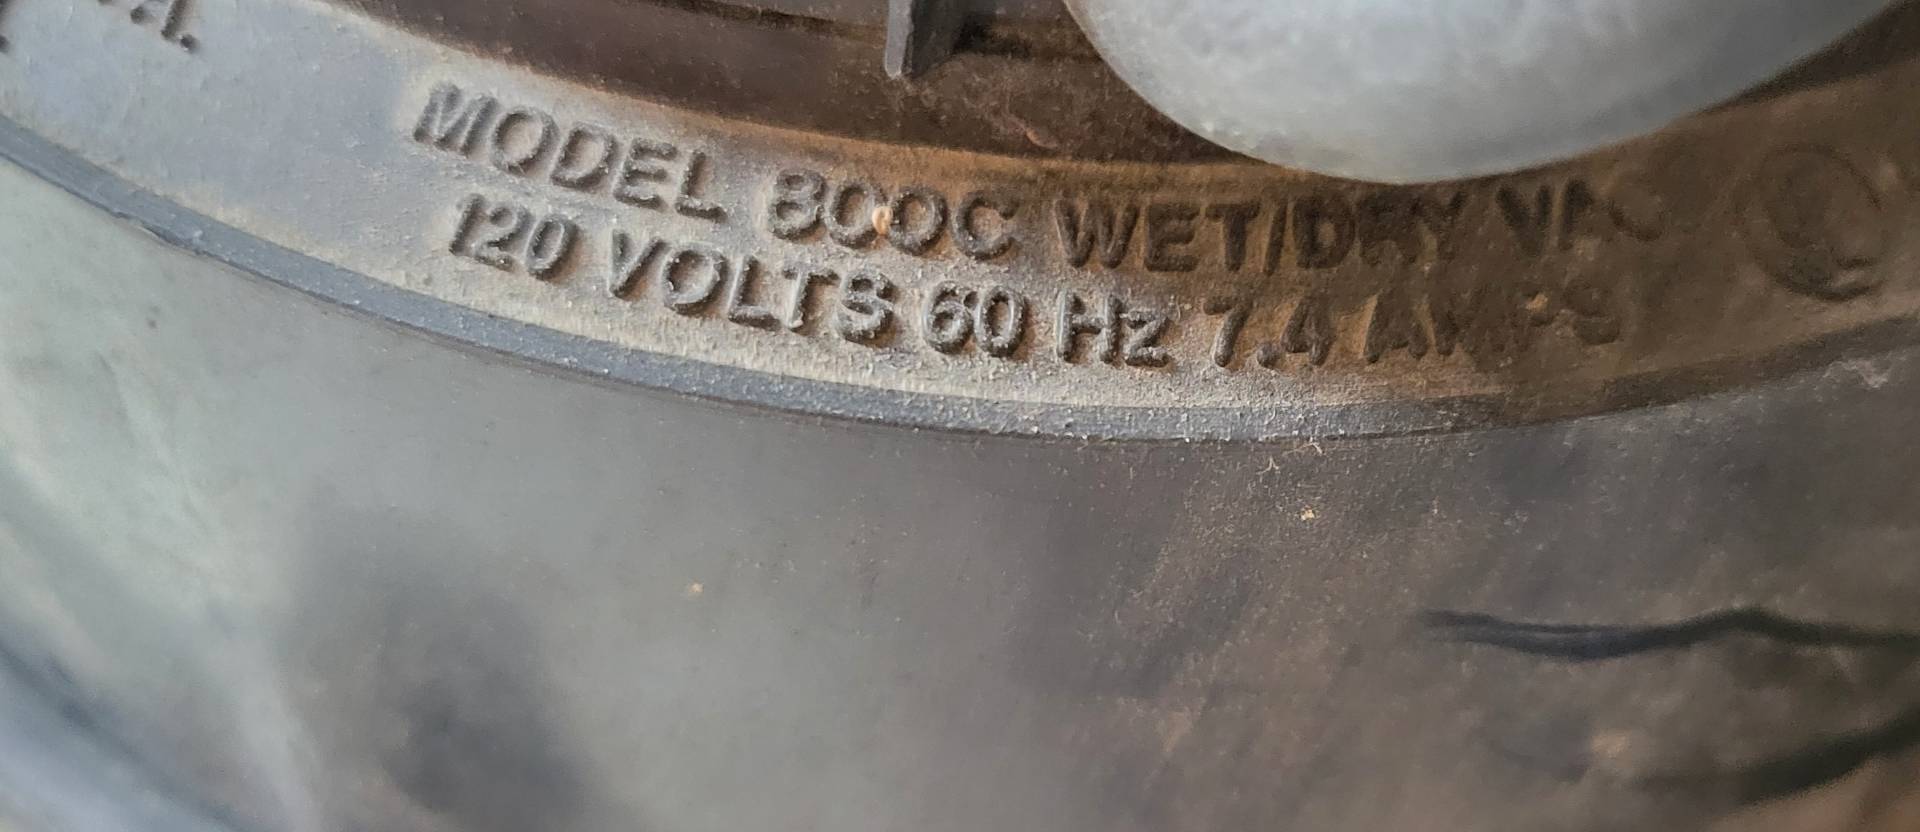 MODEL 800C WET/DRY VAC
120 VOLTS 60 Hz 7.4 AMPS